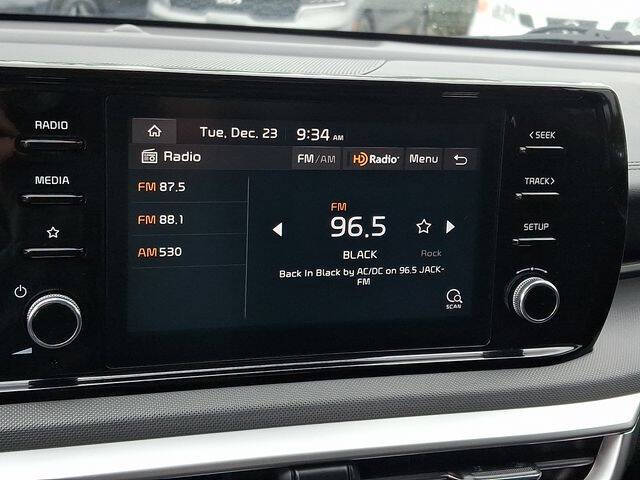 RADIO
MEDIA
Tue, Dec. 23 9:34 AM
Radio FM/AM HD Radio Menu
FM 87.5
FM 88.1
AM 530
FM
96.5
BLACK Rock
Back In Black by AC/DC on 96.5 JACK-
FM
SCAN
< SEEK
TRACK >
SETUP